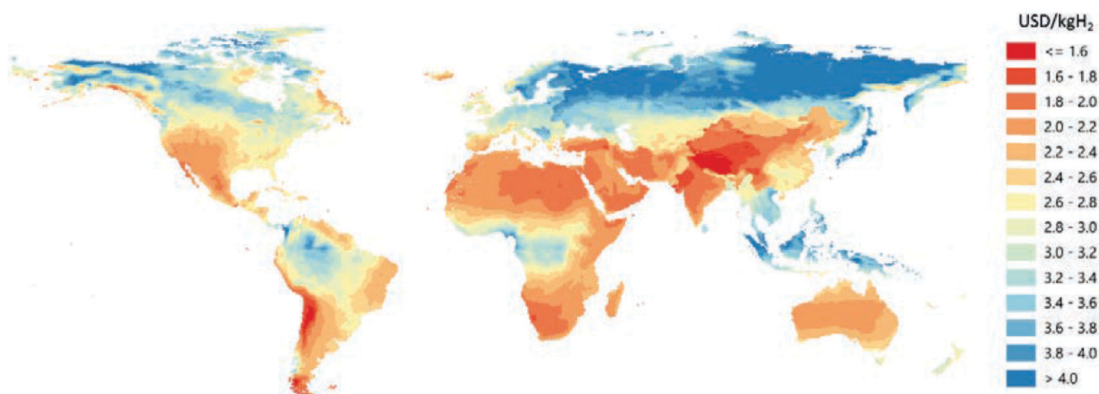 USD/kgH₂
<= 1.6
1.6 - 1.8
1.8 - 2.0
2.0 - 2.2
2.2 - 2.4
2.4 - 2.6
2.6 - 2.8
2.8 - 3.0
3.0 - 3.2
3.2 - 3.4
3.4 - 3.6
3.6 - 3.8
3.8 - 4.0
> 4.0